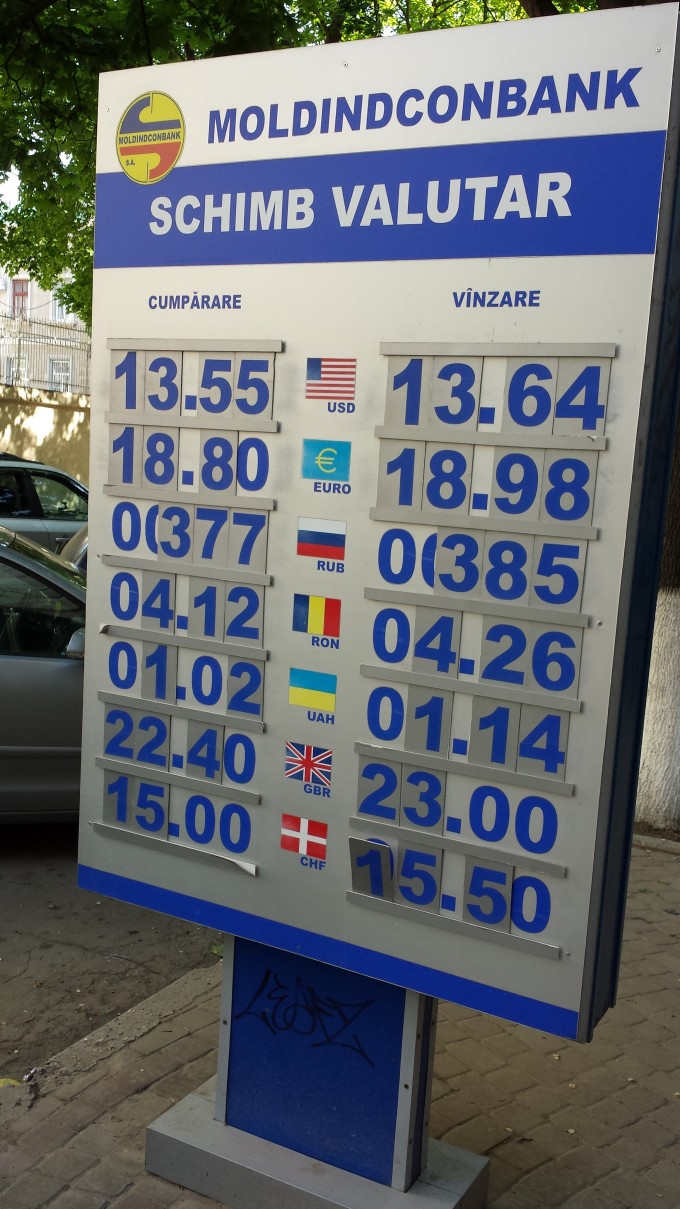 MOLDINDCONBANK
S.A.
MOLDINDCONBANK
SCHIMB VALUTAR
CUMPĂRARE VÎNZARE
13.55 USD 13.64
18.80 EURO 18.98
00377 RUB 00385
04.12 RON 04.26
01.02 UAH 01.14
22.40 GBR 23.00
15.00 CHF 15.50